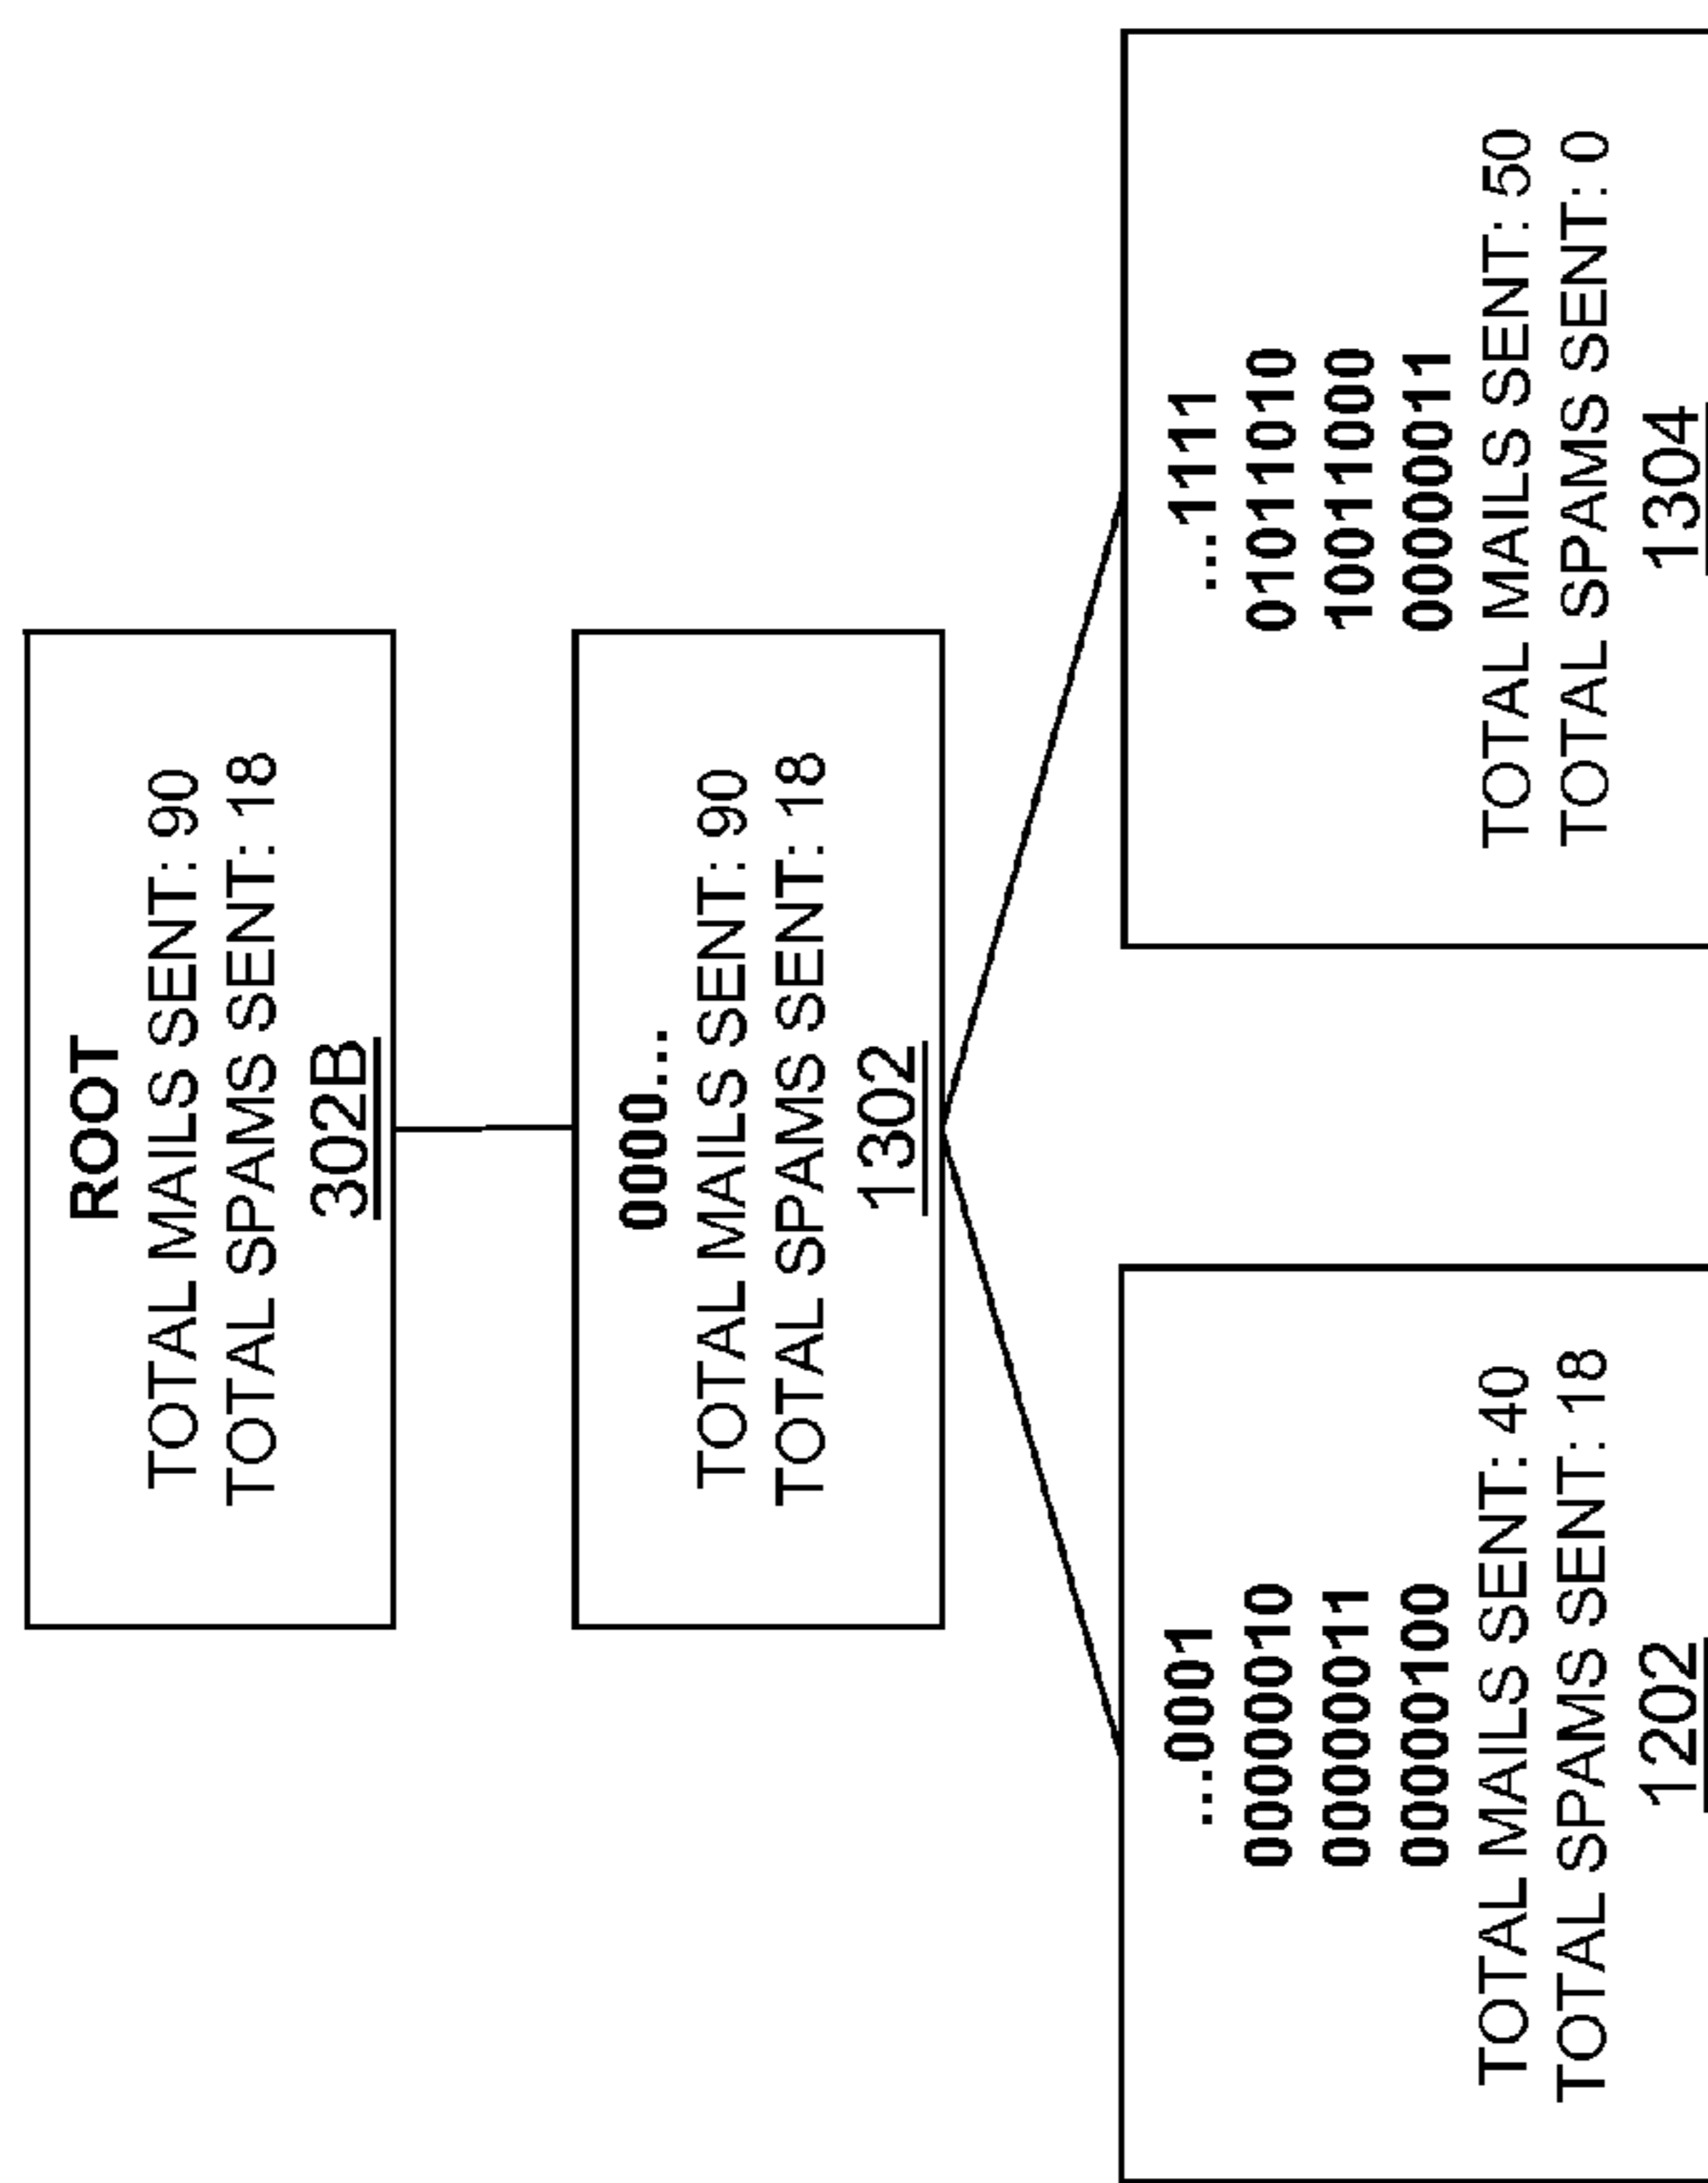 ROOT
TOTAL MAILS SENT: 90
TOTAL SPAMS SENT: 18
302B
0000...
TOTAL MAILS SENT: 90
TOTAL SPAMS SENT: 18
1302
...0001
00000010
00000011
00000100
TOTAL MAILS SENT: 40
TOTAL SPAMS SENT: 18
1202
...1111
01011010
10011000
00000011
TOTAL MAILS SENT: 50
TOTAL SPAMS SENT: 0
1304